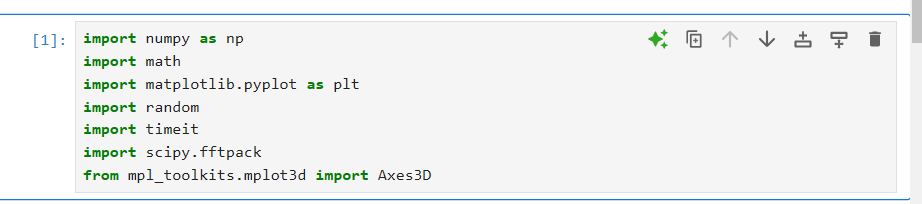 [1]: import numpy as np
import math
import matplotlib.pyplot as plt
import random
import timeit
import scipy.fftpack
from mpl_toolkits.mplot3d import Axes3D